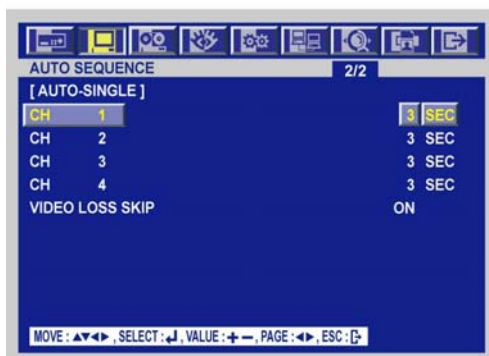 AUTO SEQUENCE 2/2
[ AUTO-SINGLE ]
CH 1 3 SEC
CH 2 3 SEC
CH 3 3 SEC
CH 4 3 SEC
VIDEO LOSS SKIP ON
MOVE : ▲▼◄► , SELECT : ↲ , VALUE : + – , PAGE : ◄► , ESC :